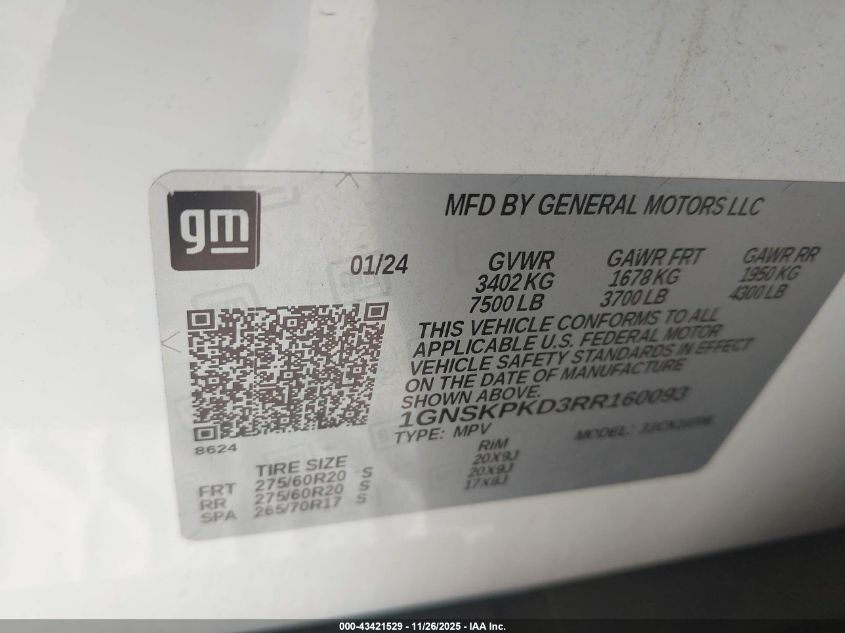 gm
MFD BY GENERAL MOTORS LLC
01/24
GVWR GAWR FRT GAWR RR
3402 KG 1678 KG 1950 KG
7500 LB 3700 LB 4300 LB
THIS VEHICLE CONFORMS TO ALL
APPLICABLE U.S. FEDERAL MOTOR
VEHICLE SAFETY STANDARDS IN EFFECT
ON THE DATE OF MANUFACTURE
SHOWN ABOVE.
1GNSKPKD3RR160093
TYPE: MPV MODEL:
8624
TIRE SIZE RIM
FRT 275/60R20 S 20X9J
RR 275/60R20 S 20X9J
SPA 265/70R17 S 17X8J
000-43421529 - 11/26/2025 - IAA Inc.